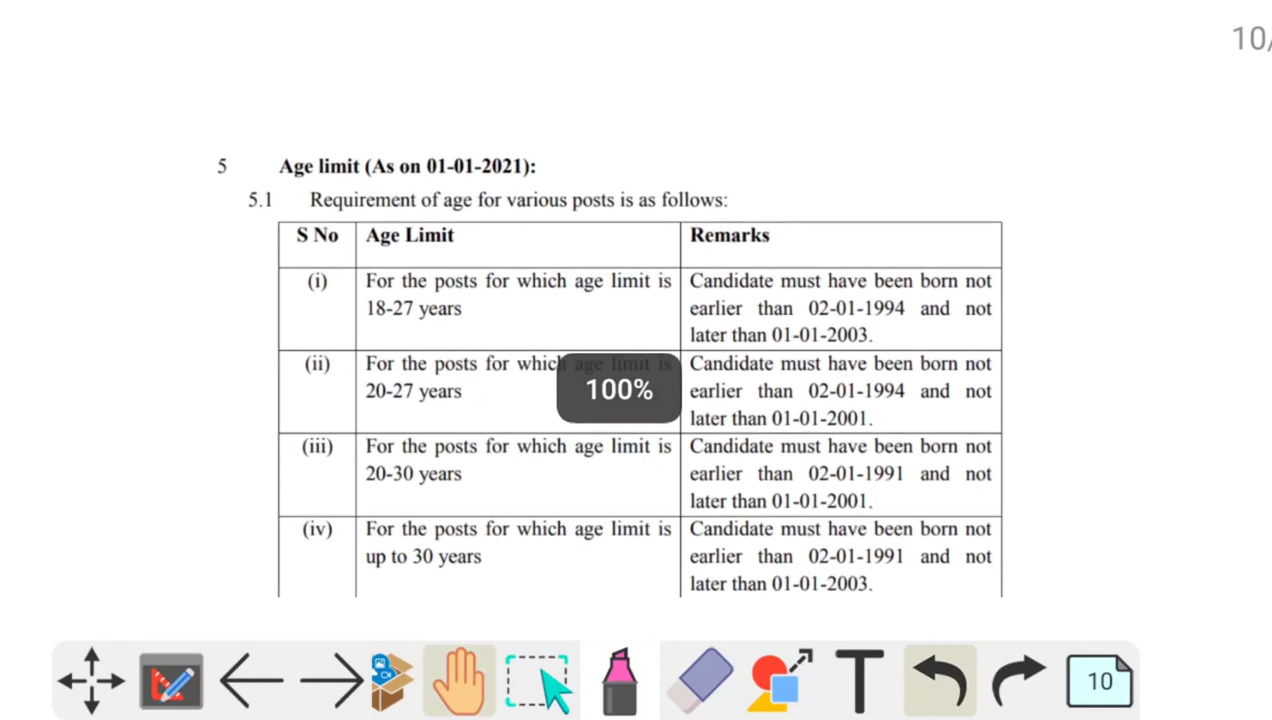 10/
5 Age limit (As on 01-01-2021):
5.1 Requirement of age for various posts is as follows:
S No Age Limit Remarks
(i) For the posts for which age limit is Candidate must have been born not
18-27 years earlier than 02-01-1994 and not
later than 01-01-2003.
(ii) For the posts for which age limit is Candidate must have been born not
20-27 years 100% earlier than 02-01-1994 and not
later than 01-01-2001.
(iii) For the posts for which age limit is Candidate must have been born not
20-30 years earlier than 02-01-1991 and not
later than 01-01-2001.
(iv) For the posts for which age limit is Candidate must have been born not
up to 30 years earlier than 02-01-1991 and not
later than 01-01-2003.
T 10